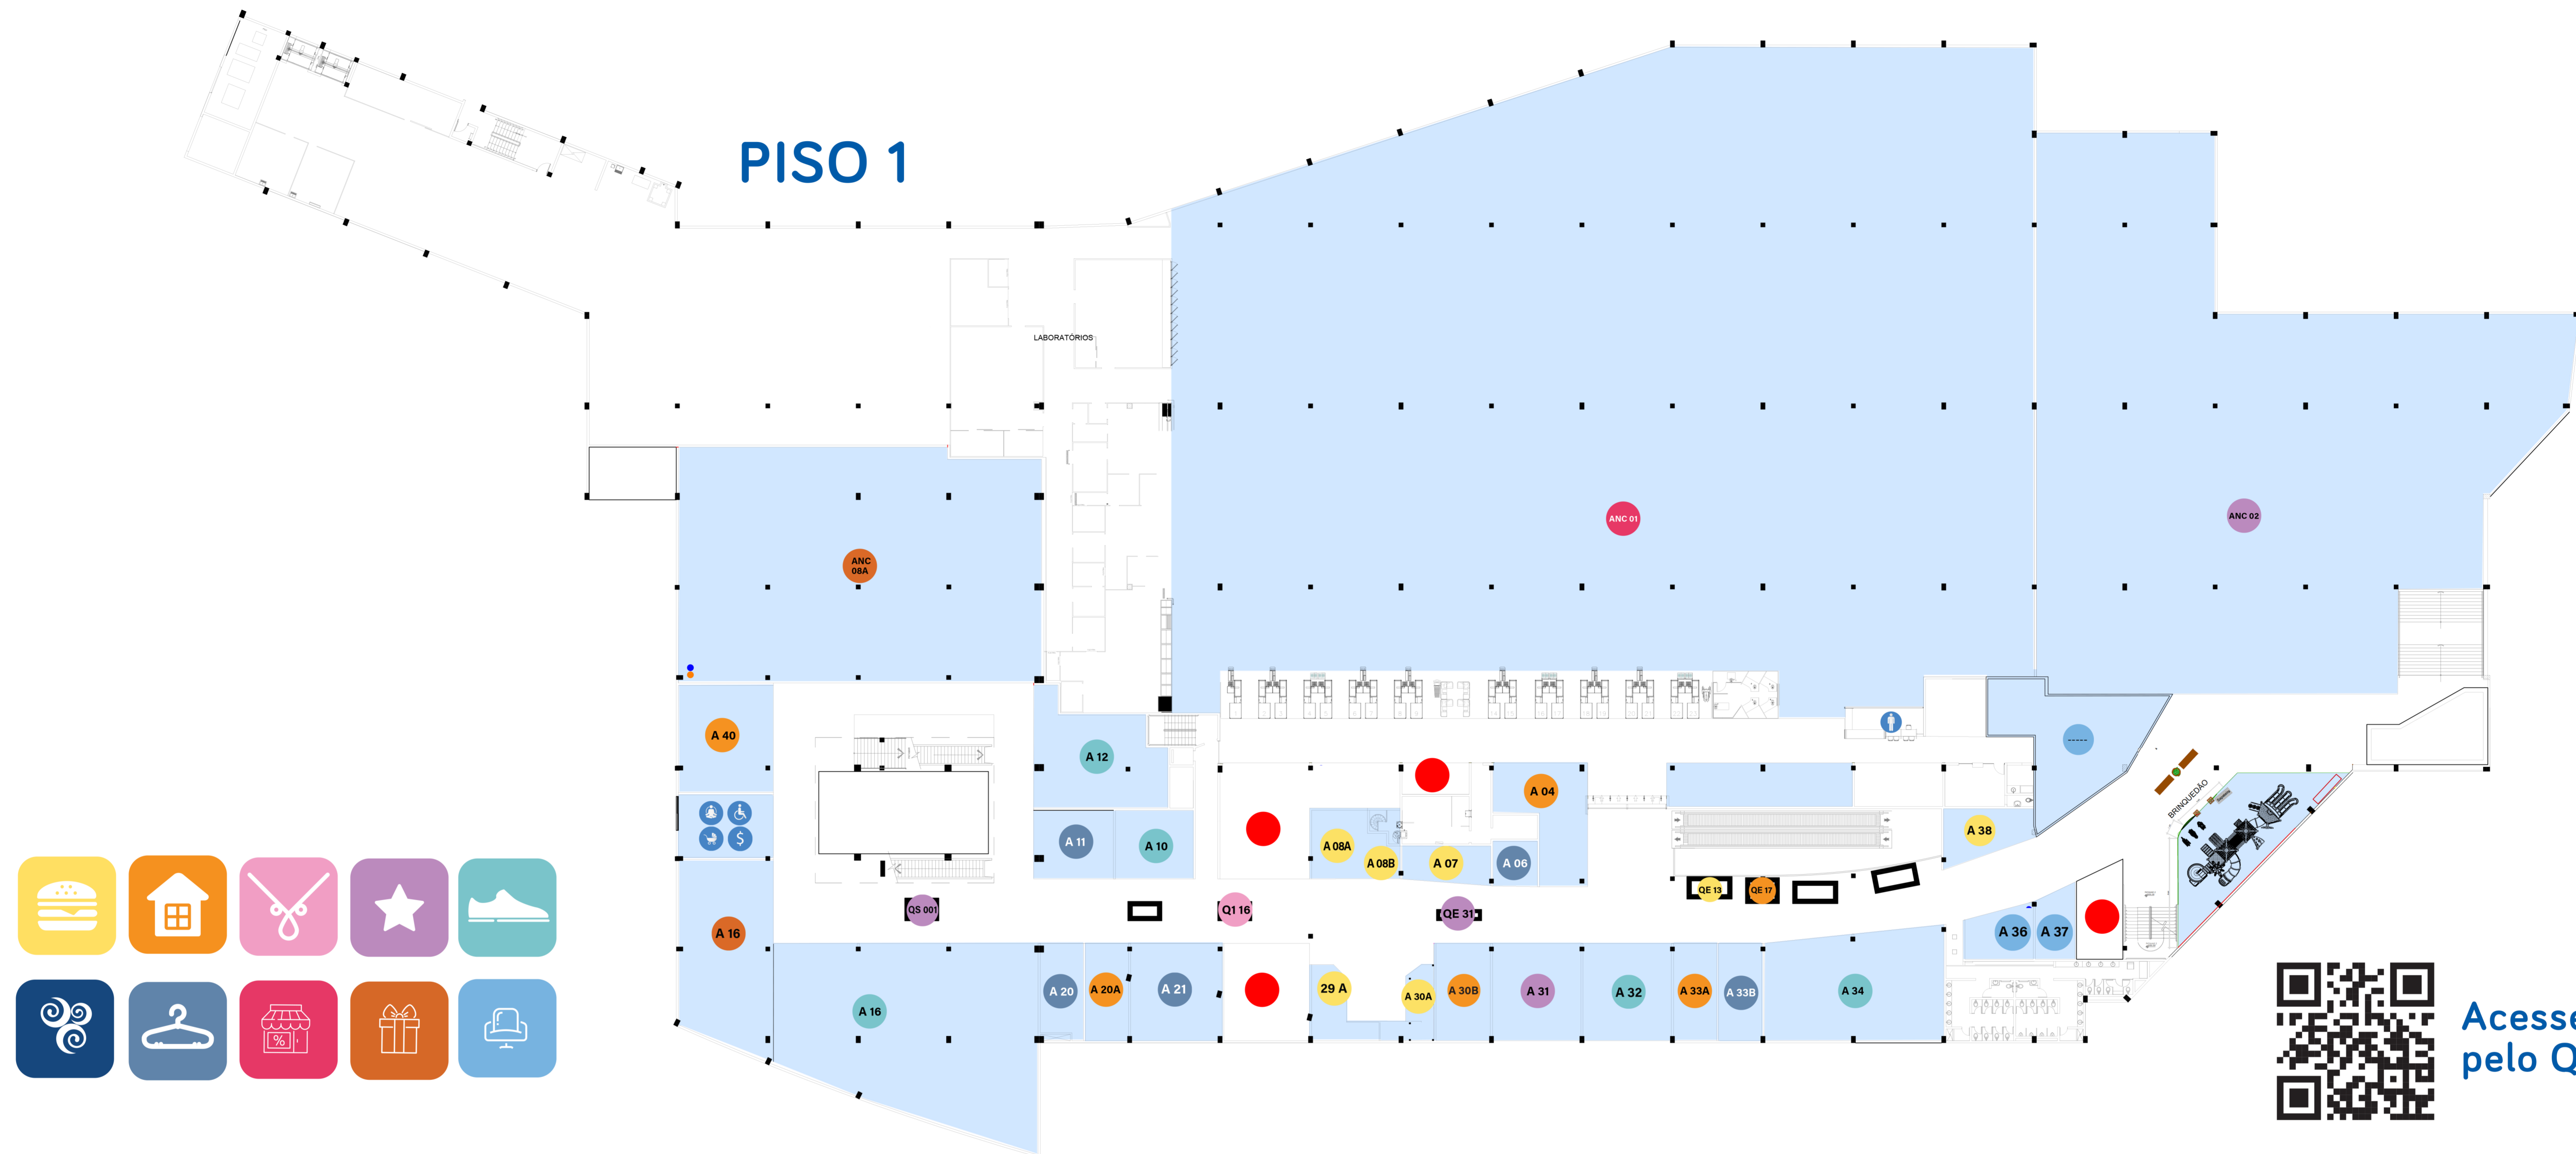 PISO 1
LABORATÓRIOS
ANC 01
ANC 02
ANC
08A
A 40
A 12
-----
A 04
BRINQUEDÃO
A 11
A 10
A 08A
A 08B
A 07
A 06
A 38
$
QE 13
QE 17
QS 001
Q1 16
QE 31
A 16
A 36
A 37
A 20
A 20A
A 21
29 A
A 30A
A 30B
A 31
A 32
A 33A
A 33B
A 34
A 16
%
Acesse
pelo Q